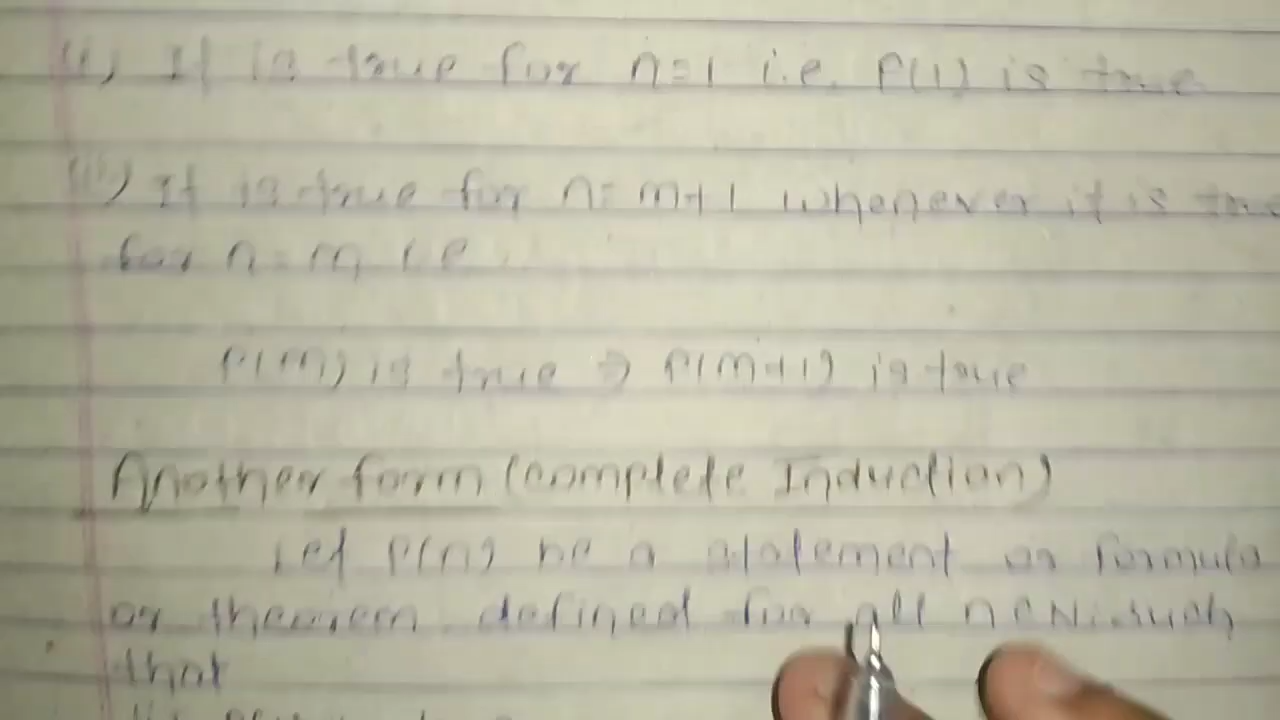 (i) It is true for n=1 i.e. P(1) is true
(ii) It is true for n=m+1 whenever it is true
for n=m, i.e
P(m) is true ⇒ P(m+1) is true
Another form (Complete Induction)
Let P(n) be a statement or formula
or theorem defined for all n∈N. such
that